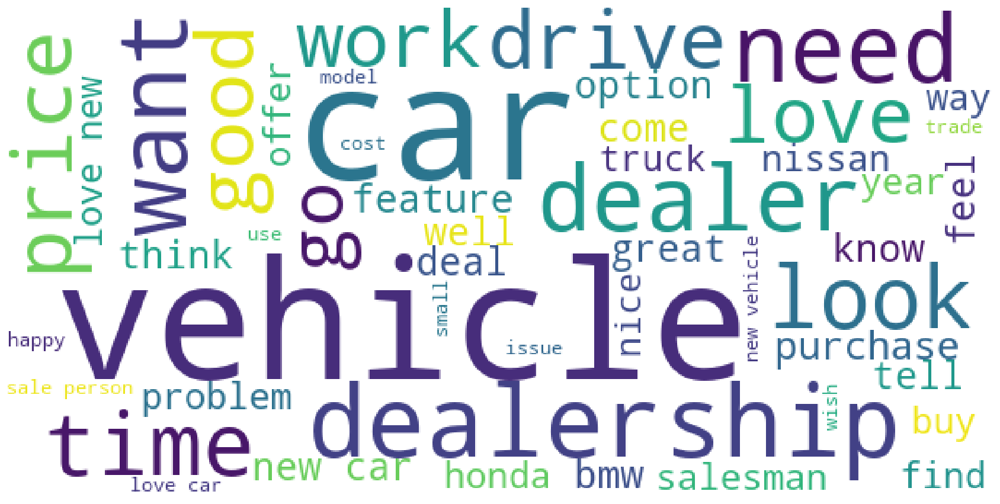 price
love new
want
good
offer
work
drive
need
model
car
cost
option
love
way
trade
come
truck
nissan
year
feel
dealer
go
feature
well
use
think
deal
great
know
vehicle
small
nice
new vehicle
look
happy
issue
purchase
tell
sale person
problem
dealership
wish
buy
time
new car
love car
honda
bmw
salesman
find